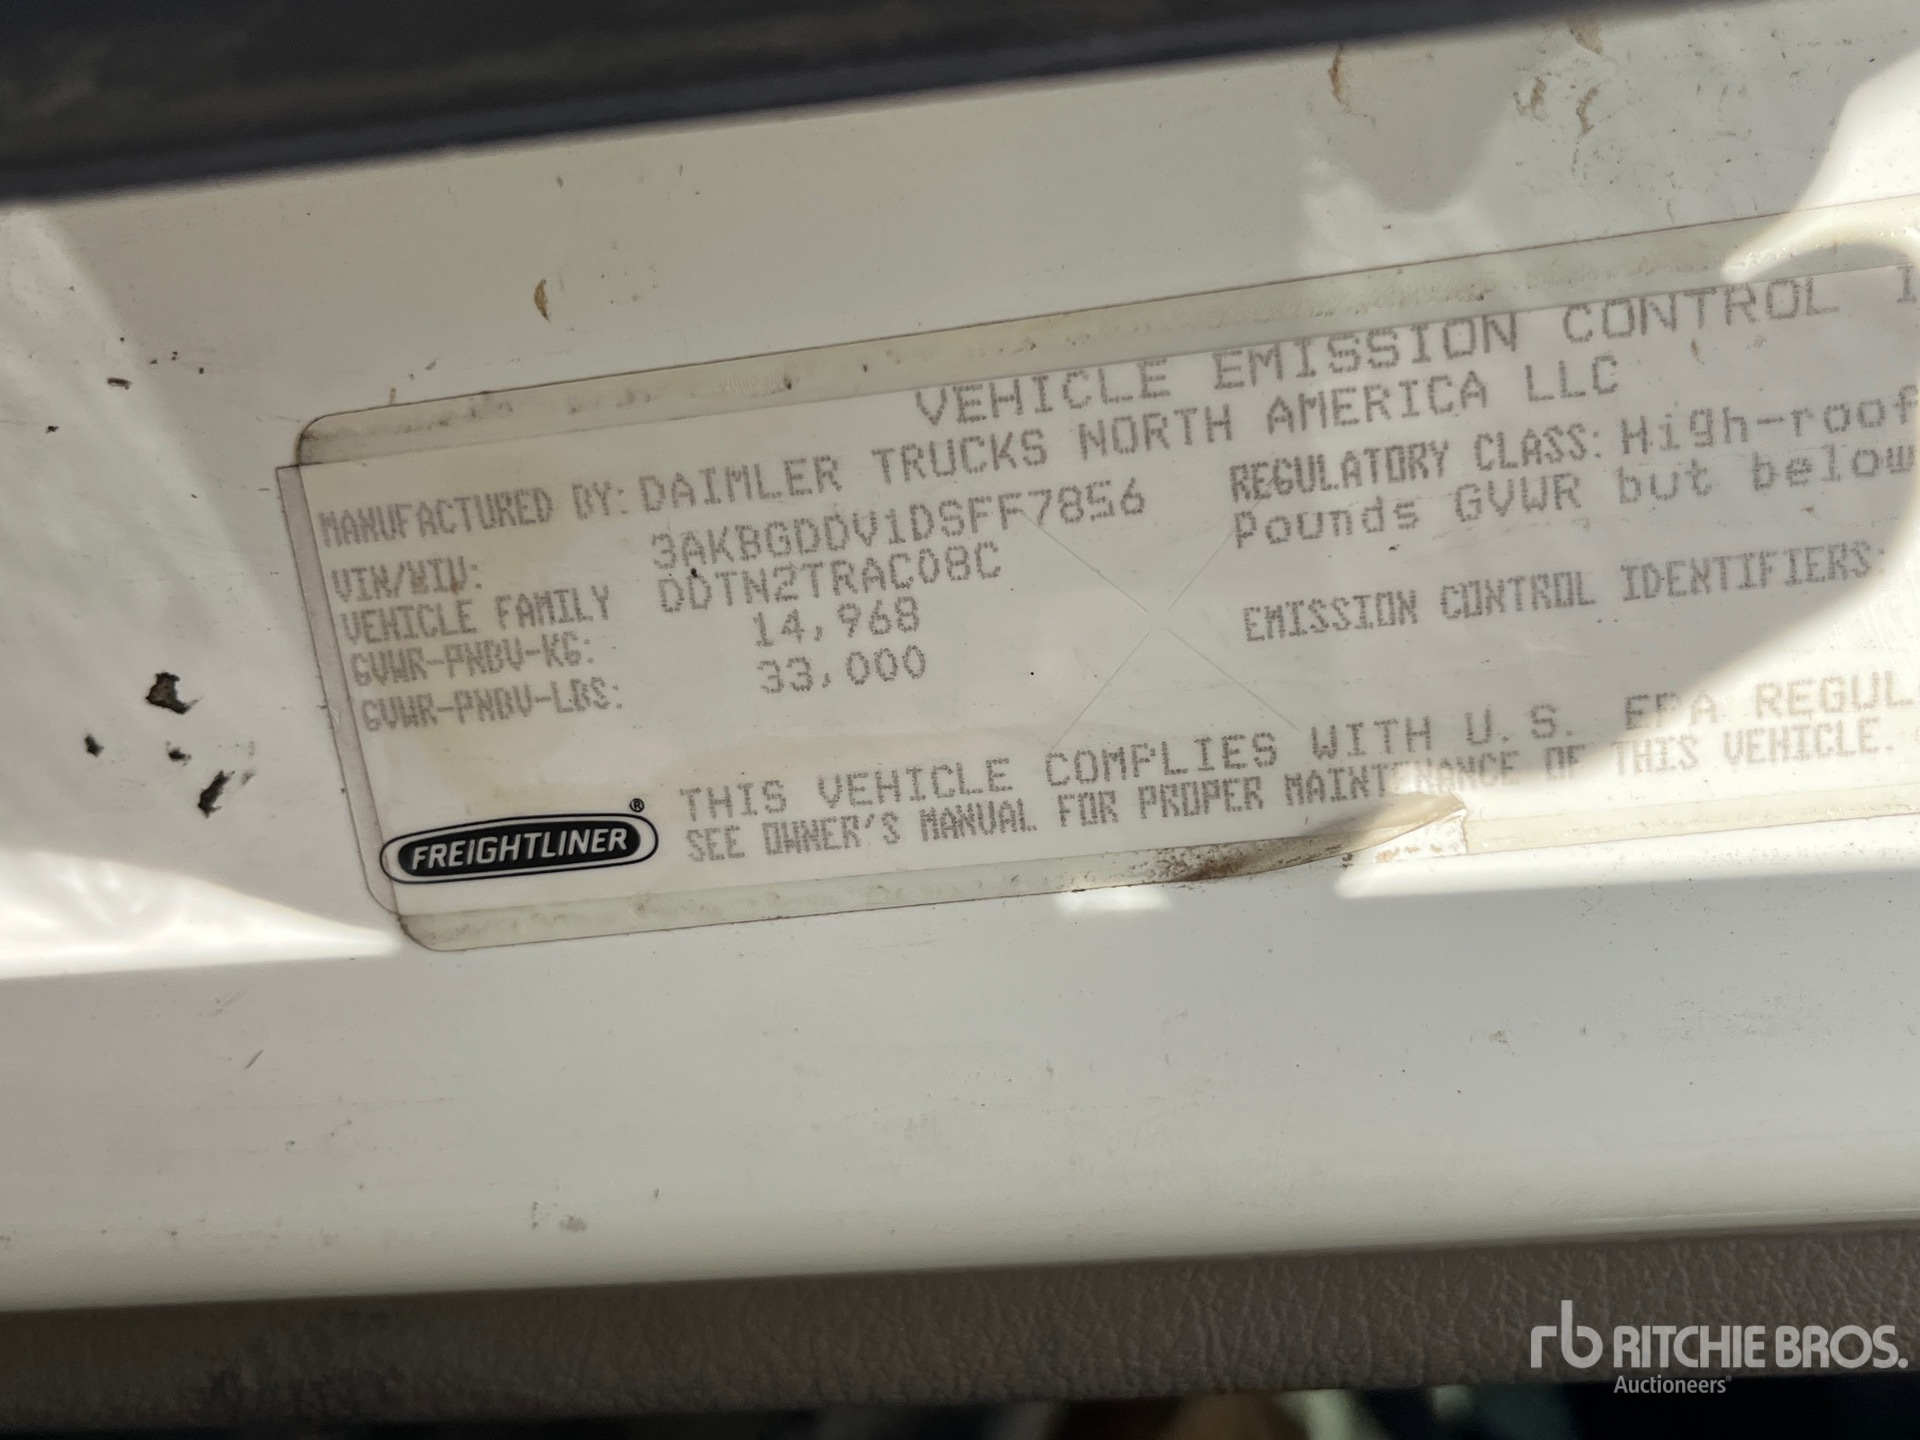 VEHICLE EMISSION CONTROL
MANUFACTURED BY: DAIMLER TRUCKS NORTH AMERICA LLC
VIN/NIV: 3AKBGDDV1DSFF7856
VEHICLE FAMILY DDTN2TRAC08C
GVWR-PNBV-KG: 14,968
GVWR-PNBV-LBS: 33,000
REGULATORY CLASS: High-roof
Pounds GVWR but below
EMISSION CONTROL IDENTIFIERS:
THIS VEHICLE COMPLIES WITH U.S. EPA REGUL
SEE OWNER'S MANUAL FOR PROPER MAINTENANCE OF THIS VEHICLE.
FREIGHTLINER®
rb RITCHIE BROS.
Auctioneers